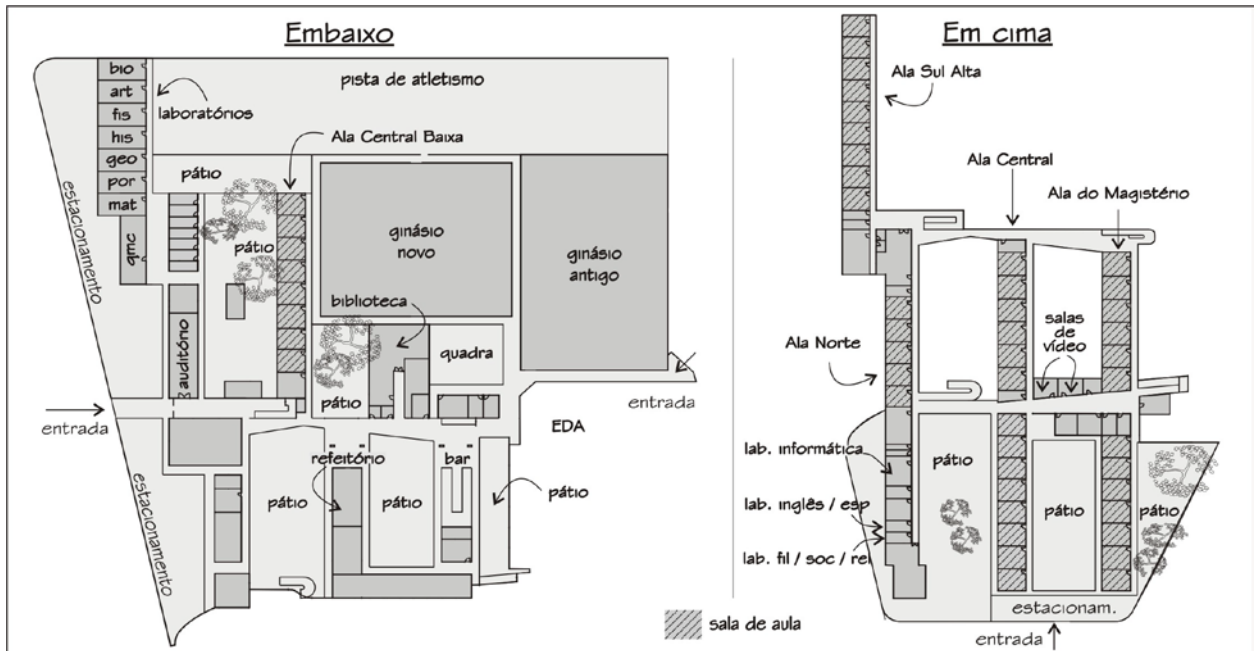 Embaixo
bio
art
fis
his
geo
por
mat
qmc
laboratórios
pista de atletismo
Ala Central Baixa
pátio
pátio
estacionamento
ginásio
novo
ginásio
antigo
biblioteca
auditório
quadra
pátio
entrada
entrada
EDA
refeitório
bar
pátio
pátio
pátio
estacionamento
sala de aula
Em cima
Ala Sul Alta
Ala Central
Ala do Magistério
salas
de
vídeo
Ala Norte
lab. informática
pátio
lab. inglês / esp
pátio
pátio
lab. fil / soc / rel
estacionam.
entrada